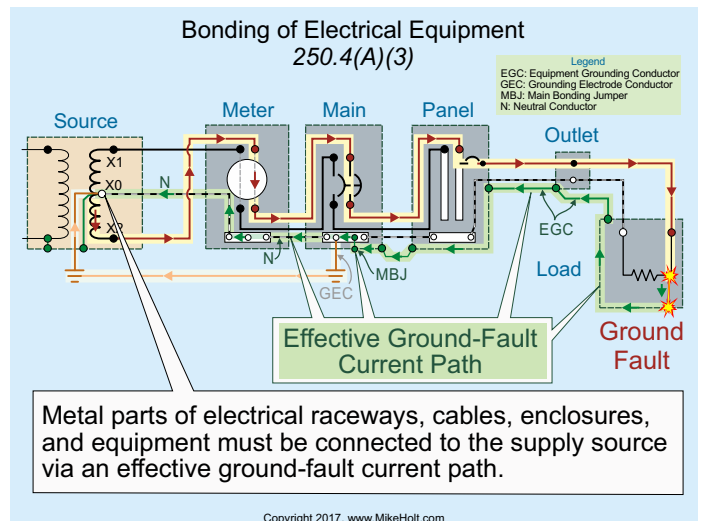 Bonding of Electrical Equipment
250.4(A)(3)
Legend
EGC: Equipment Grounding Conductor
GEC: Grounding Electrode Conductor
MBJ: Main Bonding Jumper
N: Neutral Conductor
Source
Meter
Main
Panel
Outlet
X1
X0
X2
N
N
GEC
MBJ
EGC
Load
Ground
Fault
Effective Ground-Fault
Current Path
Metal parts of electrical raceways, cables, enclosures,
and equipment must be connected to the supply source
via an effective ground-fault current path.
Copyright 2017, www.MikeHolt.com